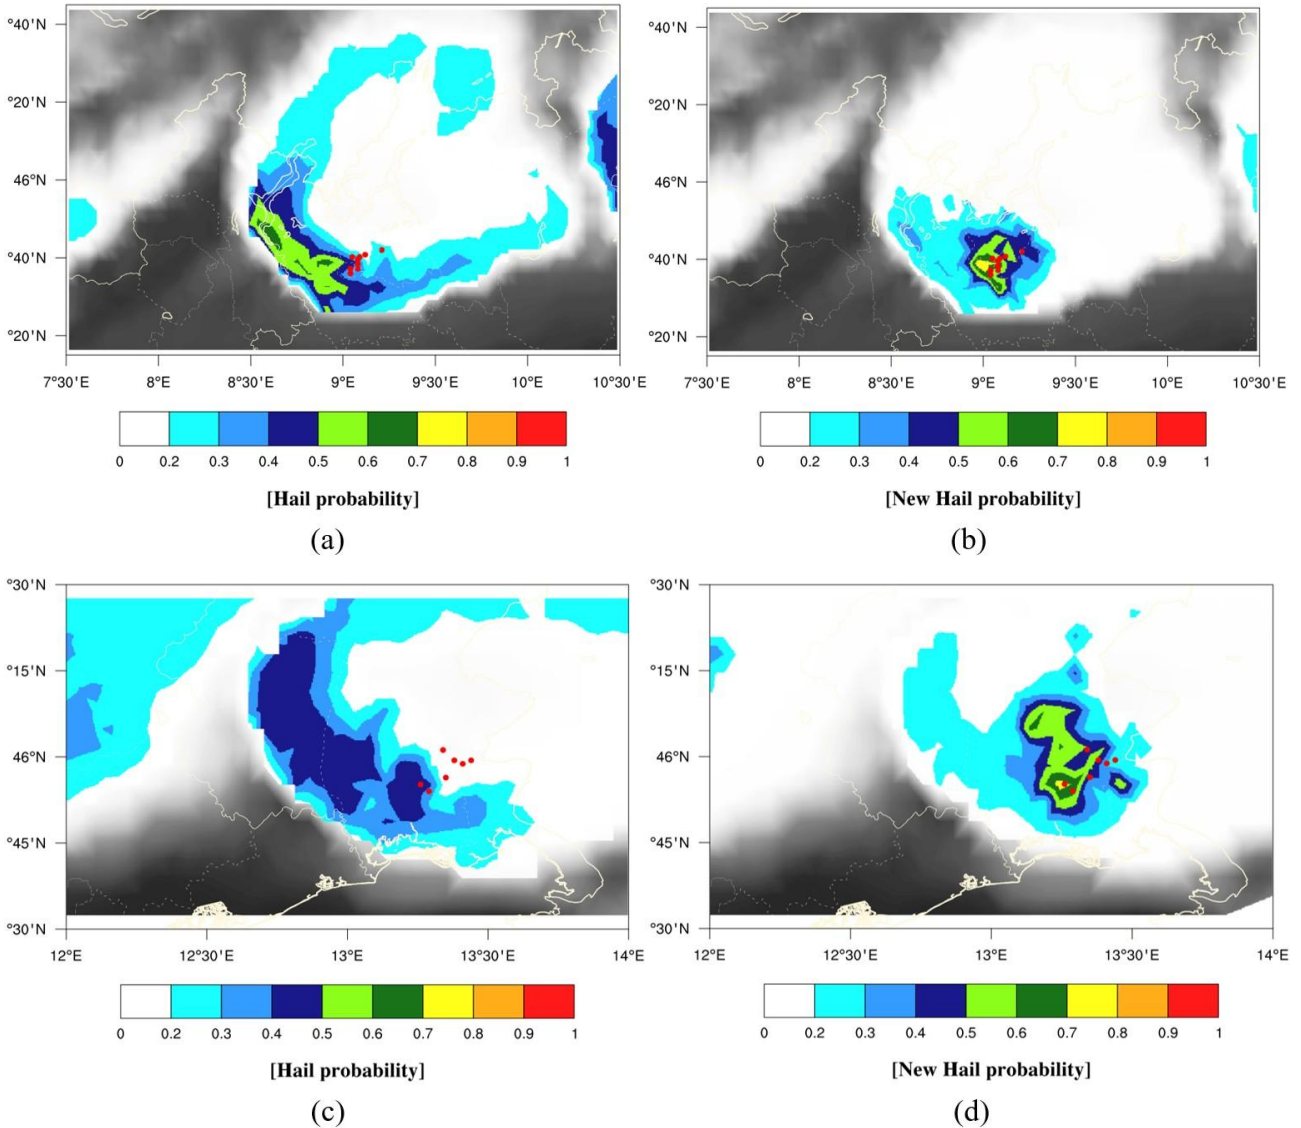 °40'N
°20'N
46°N
°40'N
°20'N
7°30'E 8°E 8°30'E 9°E 9°30'E 10°E 10°30'E
0 0.2 0.3 0.4 0.5 0.6 0.7 0.8 0.9 1
[Hail probability]
(a)
°40'N
°20'N
46°N
°40'N
°20'N
7°30'E 8°E 8°30'E 9°E 9°30'E 10°E 10°30'E
0 0.2 0.3 0.4 0.5 0.6 0.7 0.8 0.9 1
[New Hail probability]
(b)
°30'N
°15'N
46°N
°45'N
°30'N
12°E 12°30'E 13°E 13°30'E 14°E
0 0.2 0.3 0.4 0.5 0.6 0.7 0.8 0.9 1
[Hail probability]
(c)
°30'N
°15'N
46°N
°45'N
°30'N
12°E 12°30'E 13°E 13°30'E 14°E
0 0.2 0.3 0.4 0.5 0.6 0.7 0.8 0.9 1
[New Hail probability]
(d)